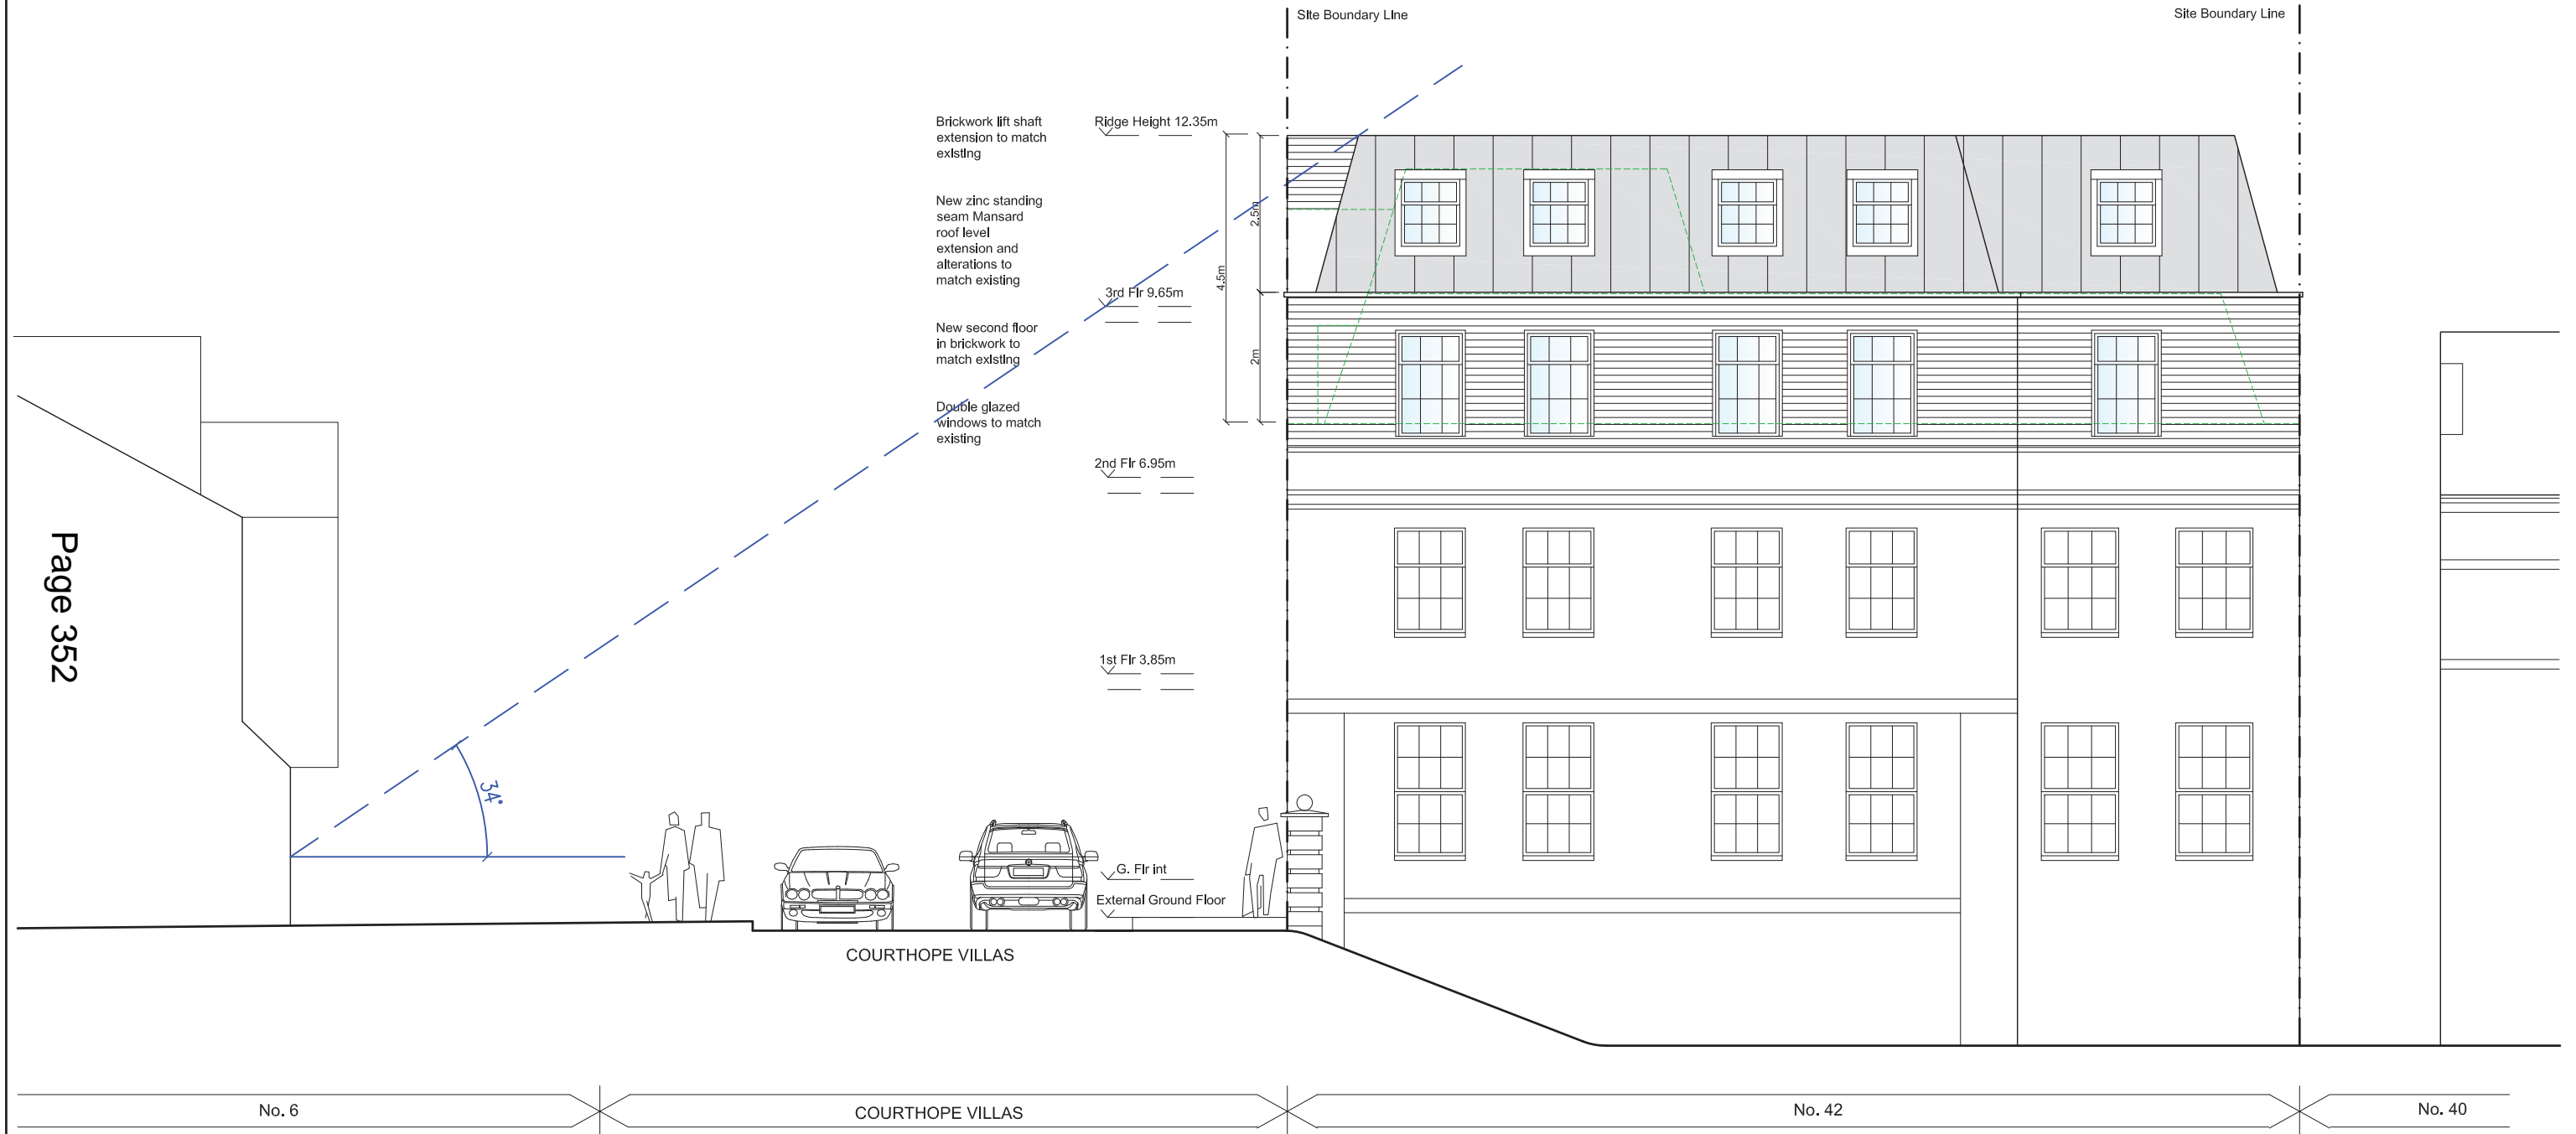 Site Boundary Line
Site Boundary Line
Brickwork lift shaft
extension to match
existing
Ridge Height 12.35m
New zinc standing
seam Mansard
roof level
extension and
alterations to
match existing
2.5m
4.5m
3rd Flr 9.65m
New second floor
in brickwork to
match existing
2m
Double glazed
windows to match
existing
2nd Flr 6.95m
Page 352
1st Flr 3.85m
34°
G. Flr int
External Ground Floor
COURTHOPE VILLAS
No. 6
COURTHOPE VILLAS
No. 42
No. 40